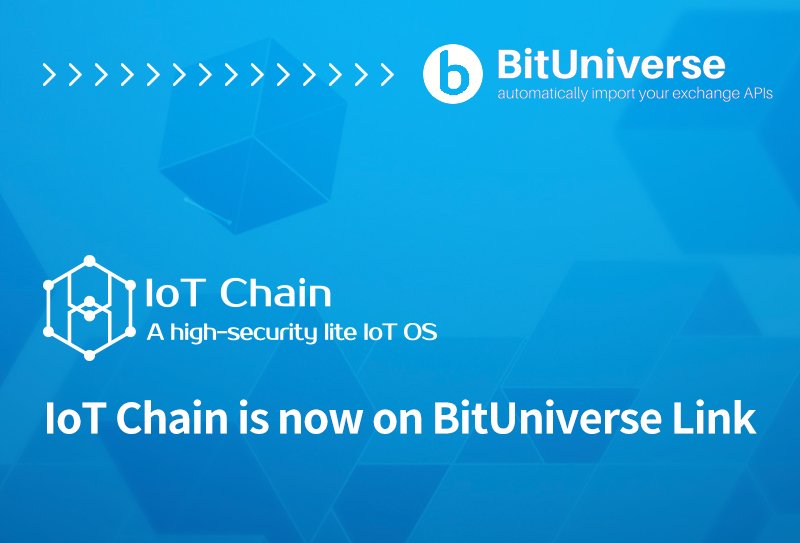 BitUniverse
automatically import your exchange APIs
IoT Chain
A high-security lite IoT OS
IoT Chain is now on BitUniverse Link